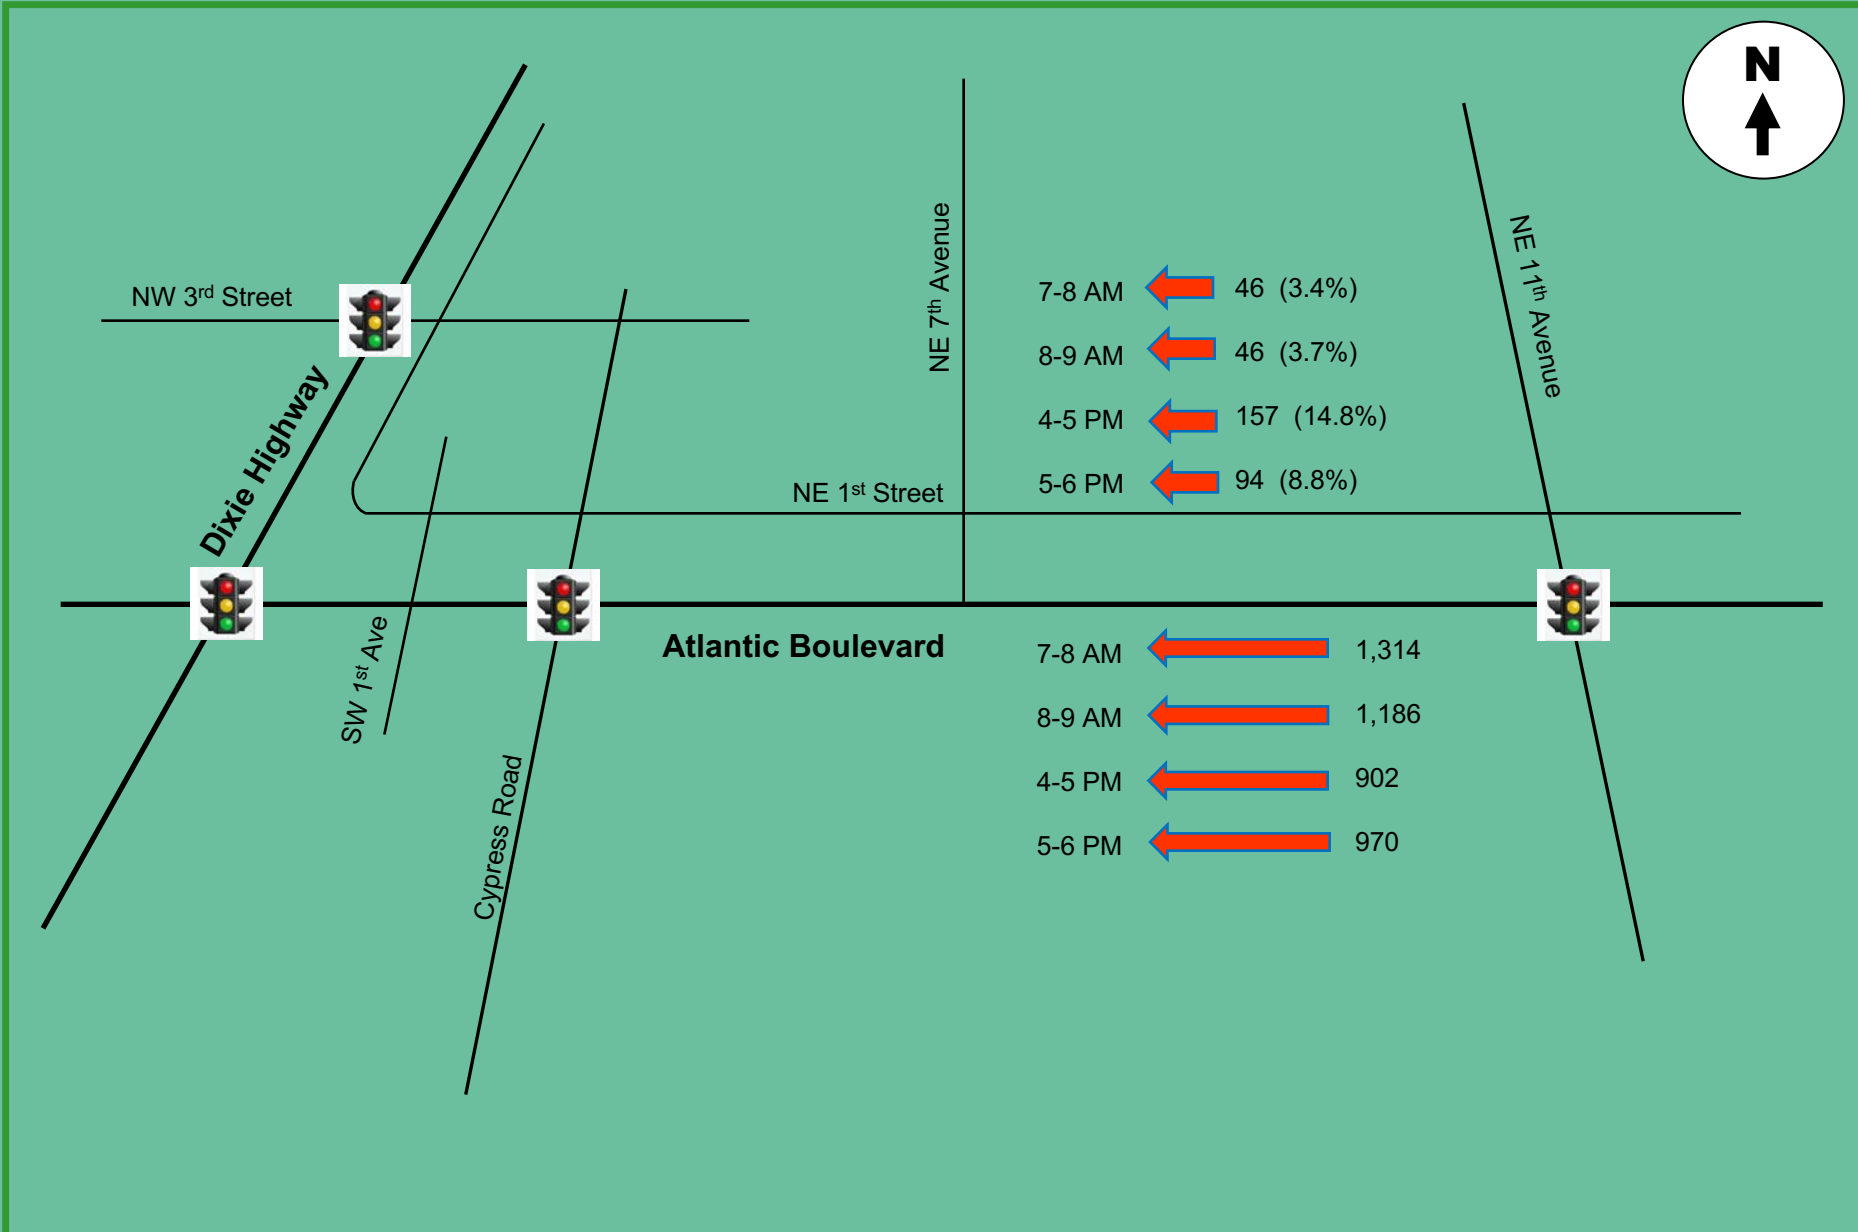 N
NE 11th Avenue
NE 7th Avenue
7-8 AM 46 (3.4%)
NW 3rd Street
8-9 AM 46 (3.7%)
4-5 PM 157 (14.8%)
Dixie Highway
5-6 PM 94 (8.8%)
NE 1st Street
Atlantic Boulevard
7-8 AM 1,314
SW 1st Ave
8-9 AM 1,186
4-5 PM 902
Cypress Road
5-6 PM 970